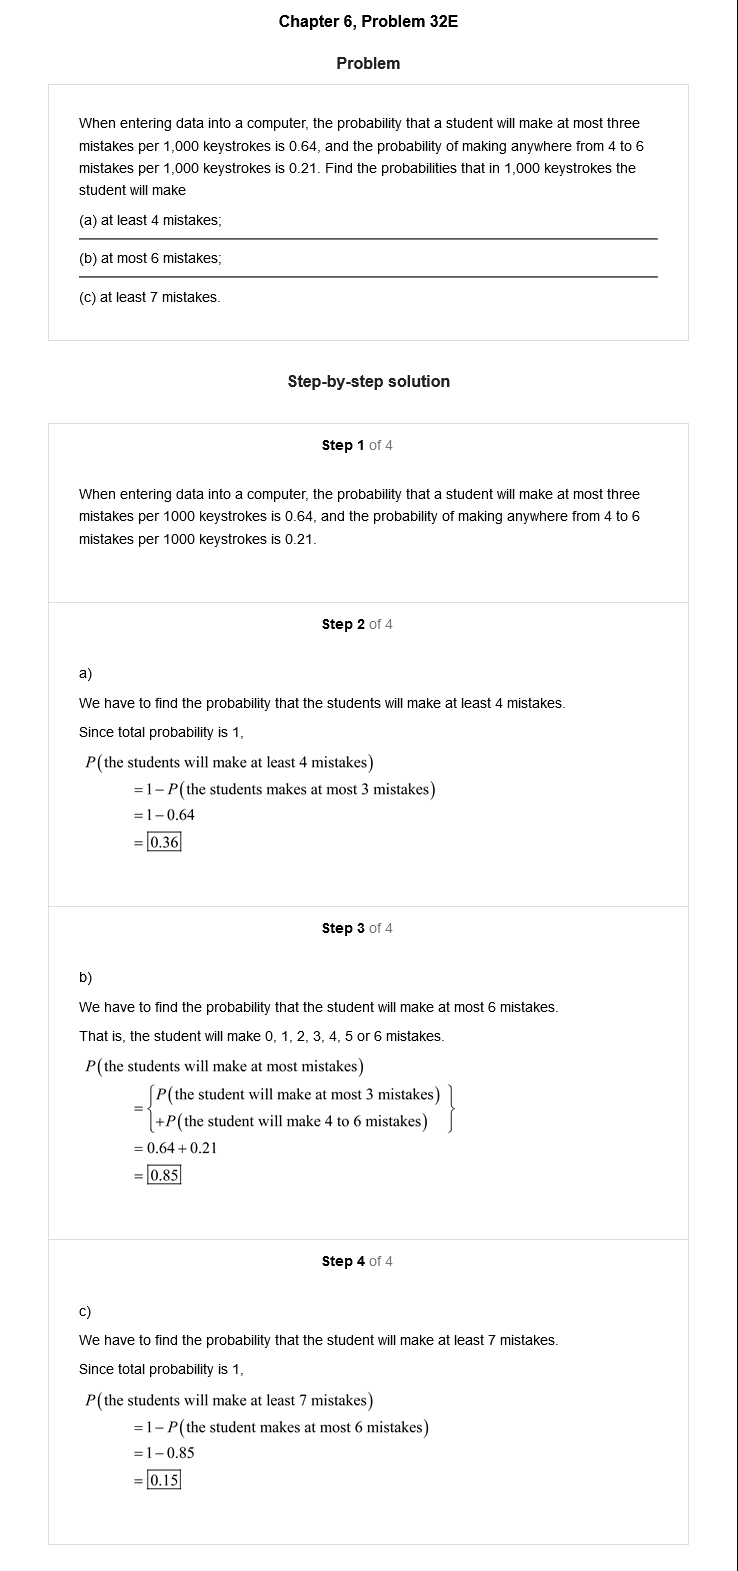 Chapter 6, Problem 32E
Problem
When entering data into a computer, the probability that a student will make at most three
mistakes per 1,000 keystrokes is 0.64, and the probability of making anywhere from 4 to 6
mistakes per 1,000 keystrokes is 0.21. Find the probabilities that in 1,000 keystrokes the
student will make
(a) at least 4 mistakes;
(b) at most 6 mistakes;
(c) at least 7 mistakes.
Step-by-step solution
Step 1 of 4
When entering data into a computer, the probability that a student will make at most three
mistakes per 1000 keystrokes is 0.64, and the probability of making anywhere from 4 to 6
mistakes per 1000 keystrokes is 0.21.
Step 2 of 4
a)
We have to find the probability that the students will make at least 4 mistakes.
Since total probability is 1,
P(the students will make at least 4 mistakes)
=1−P(the students makes at most 3 mistakes)
=1−0.64
= 0.36
Step 3 of 4
b)
We have to find the probability that the student will make at most 6 mistakes.
That is, the student will make 0, 1, 2, 3, 4, 5 or 6 mistakes.
P(the students will make at most mistakes)
= {P(the student will make at most 3 mistakes)
+P(the student will make 4 to 6 mistakes) }
= 0.64+0.21
= 0.85
Step 4 of 4
c)
We have to find the probability that the student will make at least 7 mistakes.
Since total probability is 1,
P(the students will make at least 7 mistakes)
=1−P(the student makes at most 6 mistakes)
=1−0.85
= 0.15